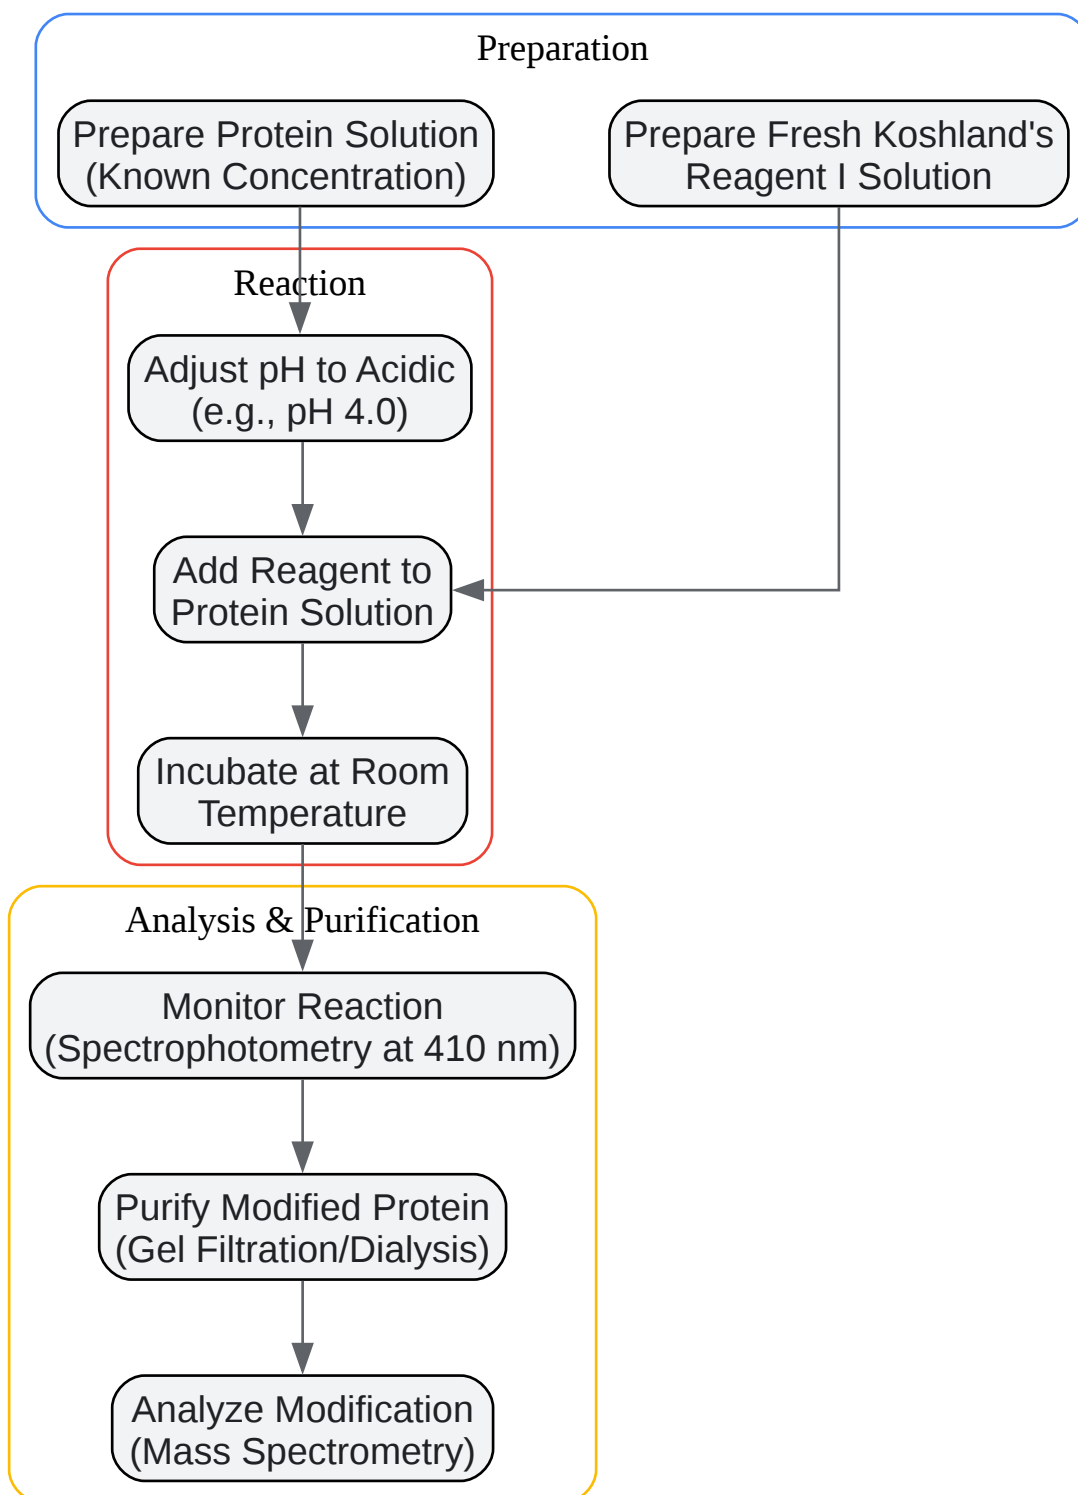 Preparation
Prepare Protein Solution
(Known Concentration)
Prepare Fresh Koshland's
Reagent I Solution
Reaction
Adjust pH to Acidic
(e.g., pH 4.0)
Add Reagent to
Protein Solution
Incubate at Room
Temperature
Analysis & Purification
Monitor Reaction
(Spectrophotometry at 410 nm)
Purify Modified Protein
(Gel Filtration/Dialysis)
Analyze Modification
(Mass Spectrometry)